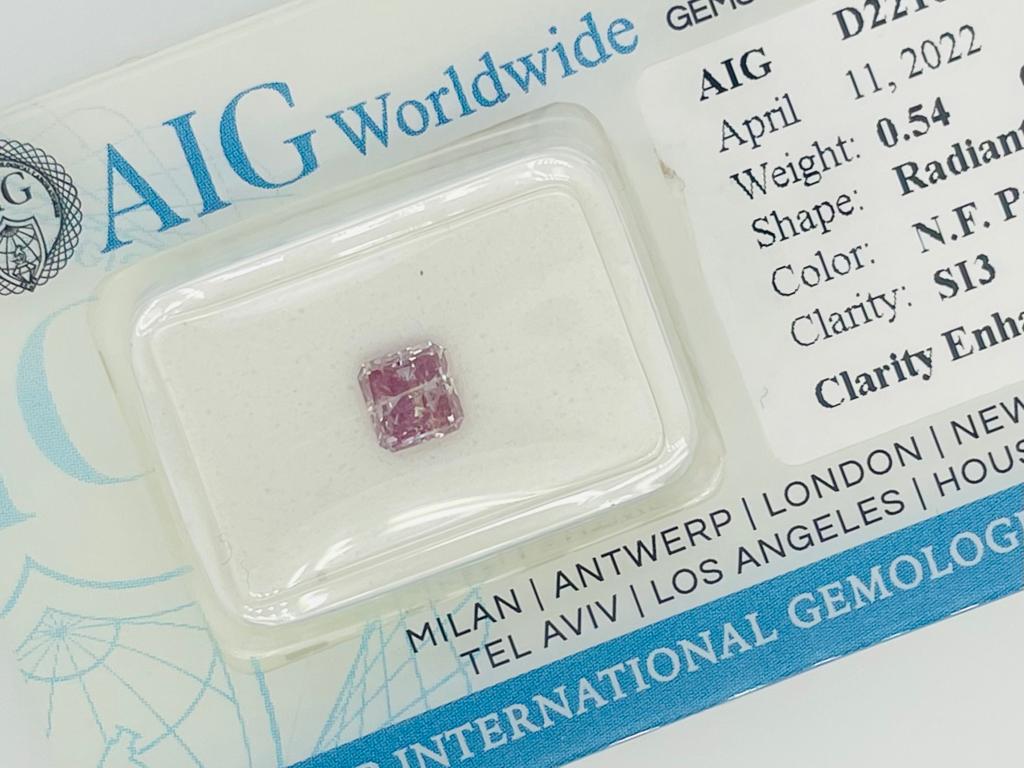 AIG Worldwide
GEMS
AIG D221
April 11, 2022
Weight: 0.54
Shape: Radian
Color: N.F. P
Clarity: SI3
Clarity Enha
MILAN | ANTWERP | LONDON | NEW
TEL AVIV | LOS ANGELES | HOUS
INTERNATIONAL GEMOLOG